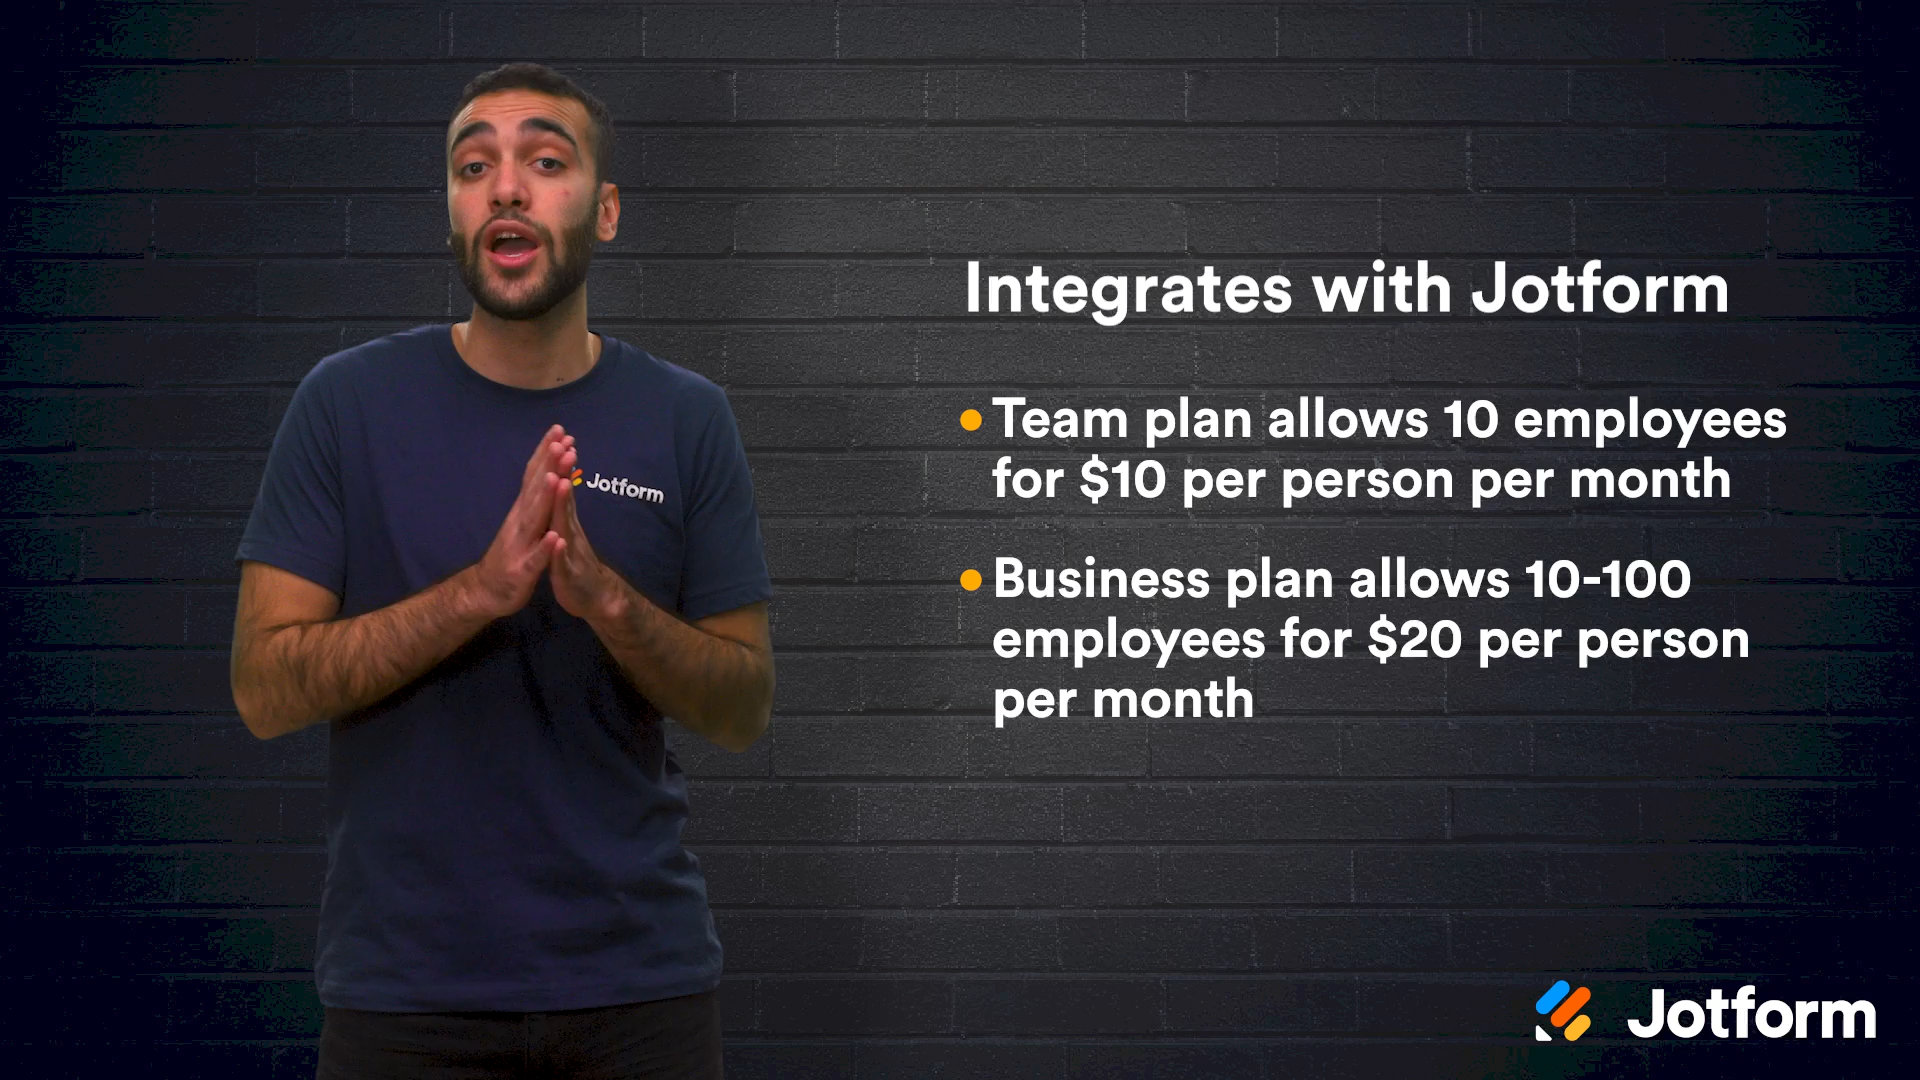 Integrates with Jotform
Team plan allows 10 employees
for $10 per person per month
Jotform
Business plan allows 10-100
employees for $20 per person
per month
Jotform